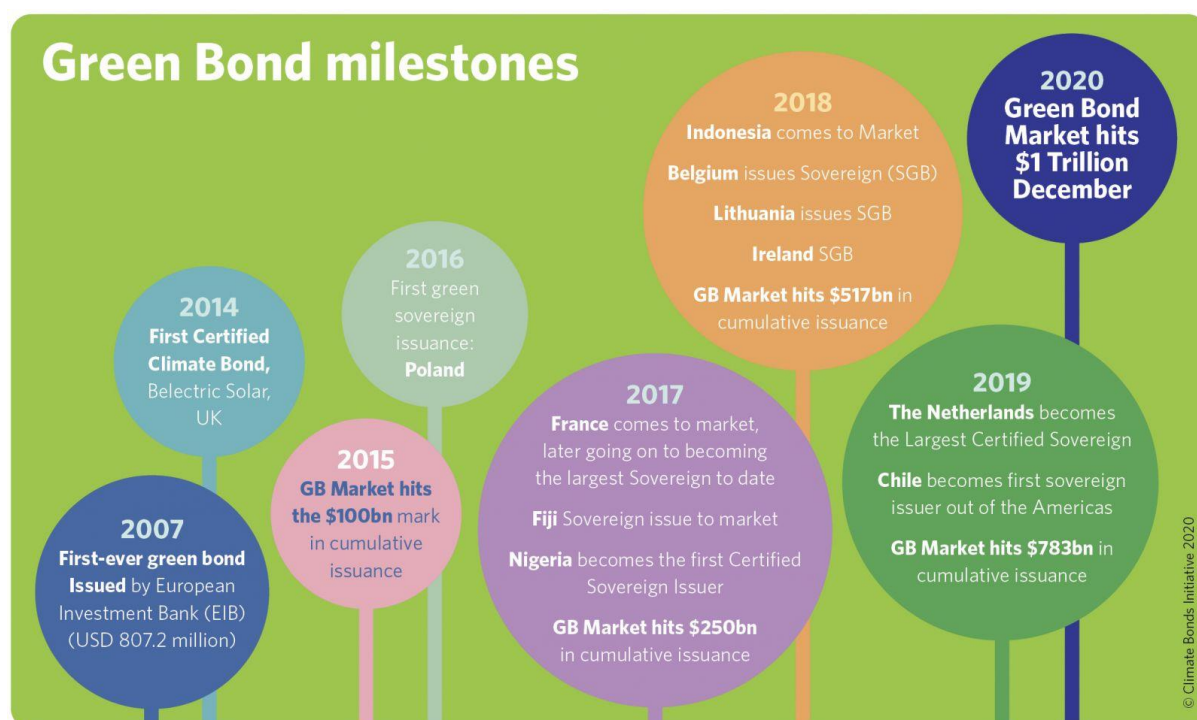 Green Bond milestones
2007
First-ever green bond
Issued by European
Investment Bank (EIB)
(USD 807.2 million)
2014
First Certified
Climate Bond,
Belectric Solar,
UK
2015
GB Market hits
the $100bn mark
in cumulative
issuance
2016
First green
sovereign
issuance:
Poland
2017
France comes to market,
later going on to becoming
the largest Sovereign to date
Fiji Sovereign issue to market
Nigeria becomes the first Certified
Sovereign Issuer
GB Market hits $250bn
in cumulative issuance
2018
Indonesia comes to Market
Belgium issues Sovereign (SGB)
Lithuania issues SGB
Ireland SGB
GB Market hits $517bn in
cumulative issuance
2019
The Netherlands becomes
the Largest Certified Sovereign
Chile becomes first sovereign
issuer out of the Americas
GB Market hits $783bn in
cumulative issuance
2020
Green Bond
Market hits
$1 Trillion
December
© Climate Bonds Initiative 2020